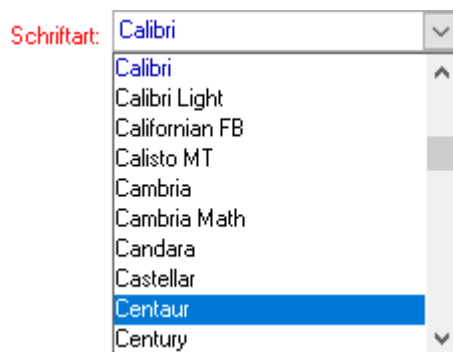 Schriftart: Calibri
Calibri
Calibri Light
Californian FB
Calisto MT
Cambria
Cambria Math
Candara
Castellar
Centaur
Century